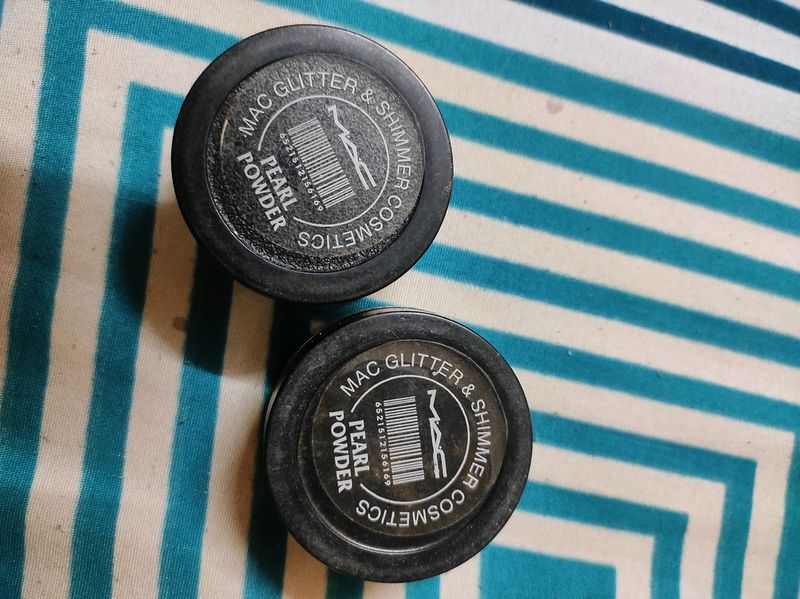 MAC GLITTER & SHIMMER COSMETICS
MAC
6521512156169
PEARL
POWDER
MAC GLITTER & SHIMMER COSMETICS
MAC
6521512156169
PEARL
POWDER